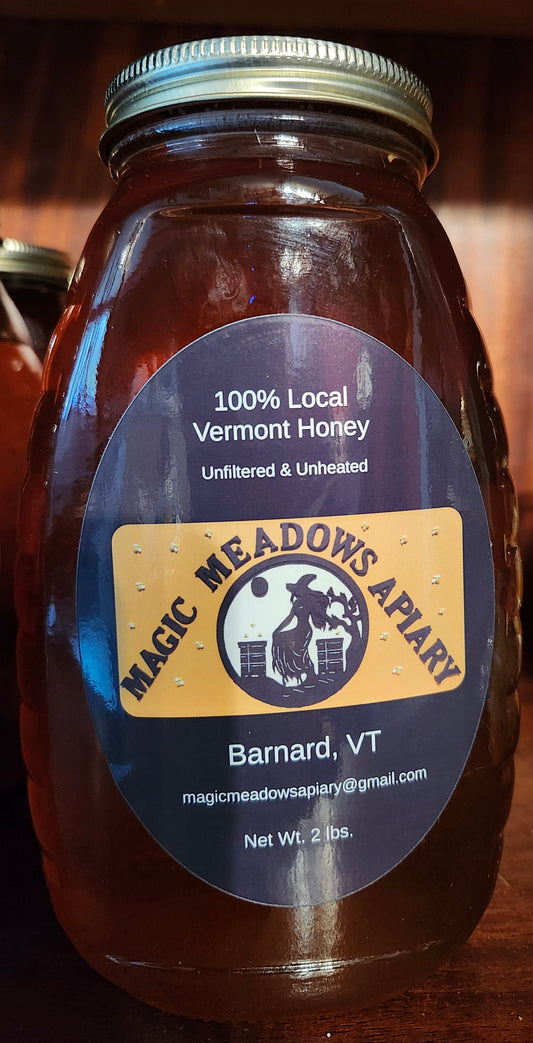 100% Local
Vermont Honey
Unfiltered & Unheated
MAGIC MEADOWS APIARY
Barnard, VT
magicmeadowsapiary@gmail.com
Net Wt. 2 lbs.